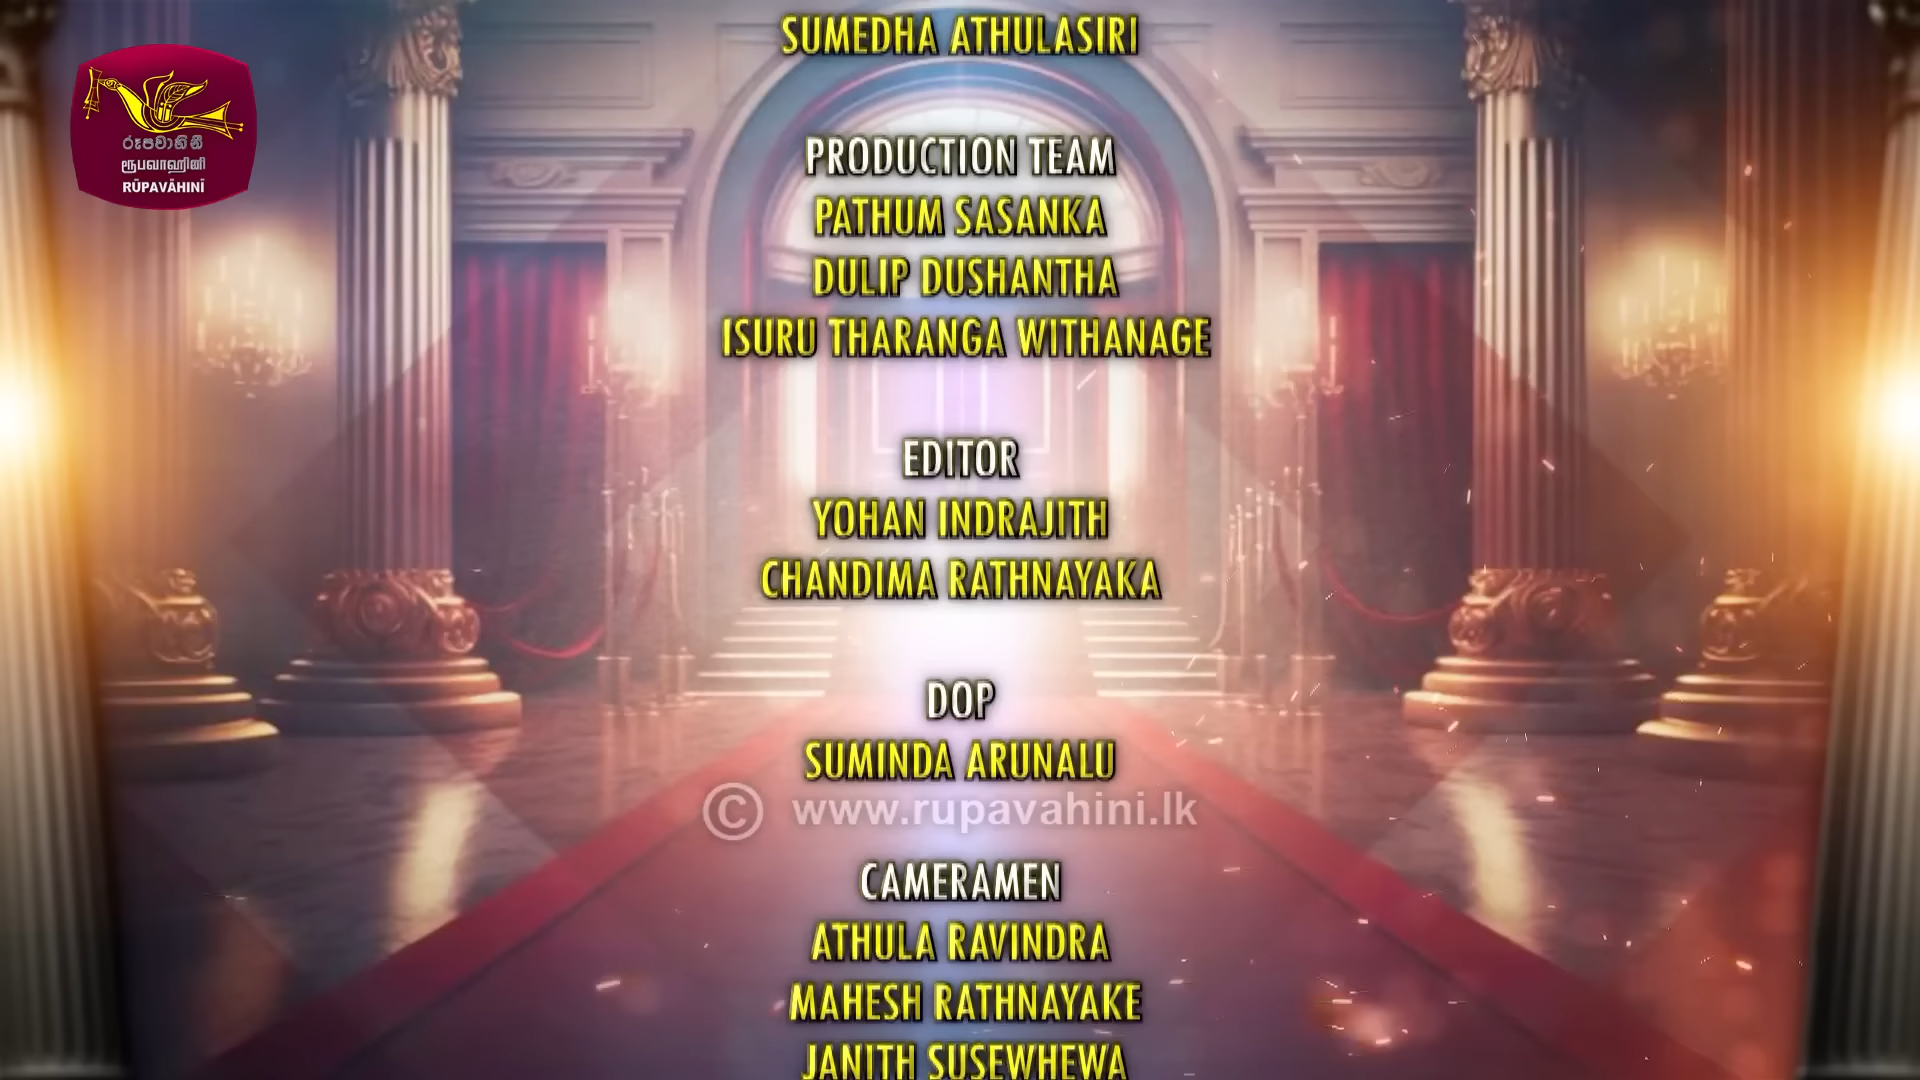 රූපවාහිනී
ரூபவாஹினி
RŪPAVĀHINĪ
SUMEDHA ATHULASIRI
PRODUCTION TEAM
PATHUM SASANKA
DULIP DUSHANTHA
ISURU THARANGA WITHANAGE
EDITOR
YOHAN INDRAJITH
CHANDIMA RATHNAYAKA
DOP
SUMINDA ARUNALU
© www.rupavahini.lk
CAMERAMEN
ATHULA RAVINDRA
MAHESH RATHNAYAKE
JANITH SUSEWHEWA